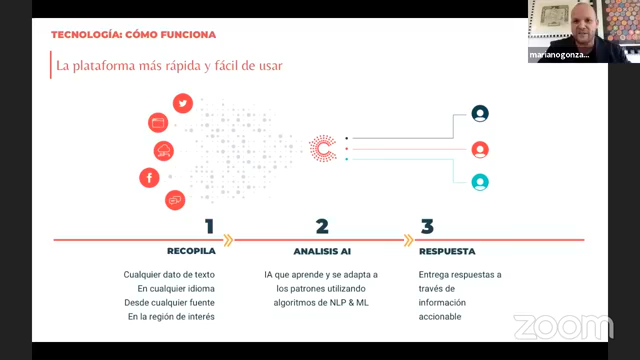 TECNOLOGÍA: CÓMO FUNCIONA
marianogonza...
La plataforma más rápida y fácil de usar
1
2
3
RECOPILA
ANALISIS AI
RESPUESTA
Cualquier dato de texto
En cualquier idioma
Desde cualquier fuente
En la región de interés
IA que aprende y se adapta a
los patrones utilizando
algoritmos de NLP & ML
Entrega respuestas a
través de
información
accionable
zoom